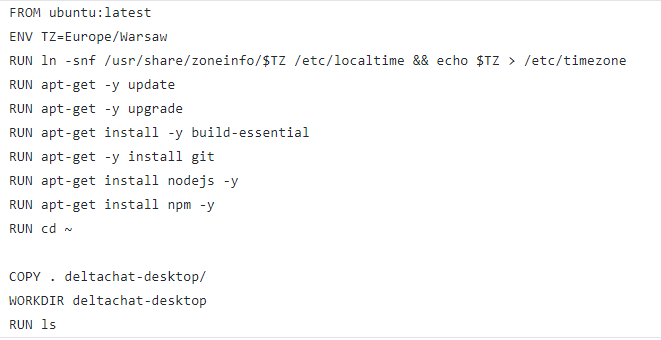 FROM ubuntu:latest
ENV TZ=Europe/Warsaw
RUN ln -snf /usr/share/zoneinfo/$TZ /etc/localtime && echo $TZ > /etc/timezone
RUN apt-get -y update
RUN apt-get -y upgrade
RUN apt-get install -y build-essential
RUN apt-get -y install git
RUN apt-get install nodejs -y
RUN apt-get install npm -y
RUN cd ~
COPY . deltachat-desktop/
WORKDIR deltachat-desktop
RUN ls